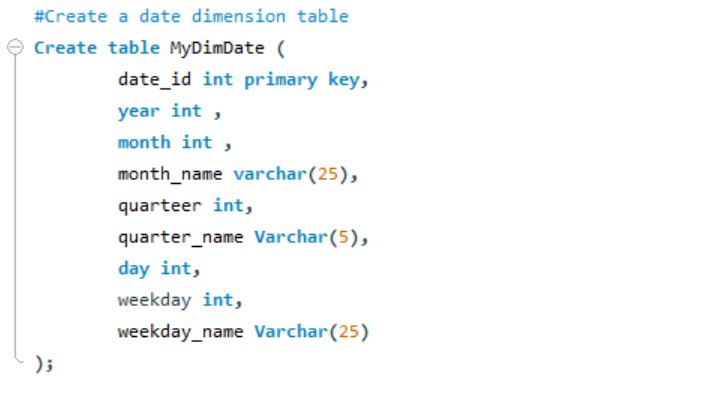 #Create a date dimension table
Create table MyDimDate (
date_id int primary key,
year int ,
month int ,
month_name varchar(25),
quarteer int,
quarter_name Varchar(5),
day int,
weekday int,
weekday_name Varchar(25)
);